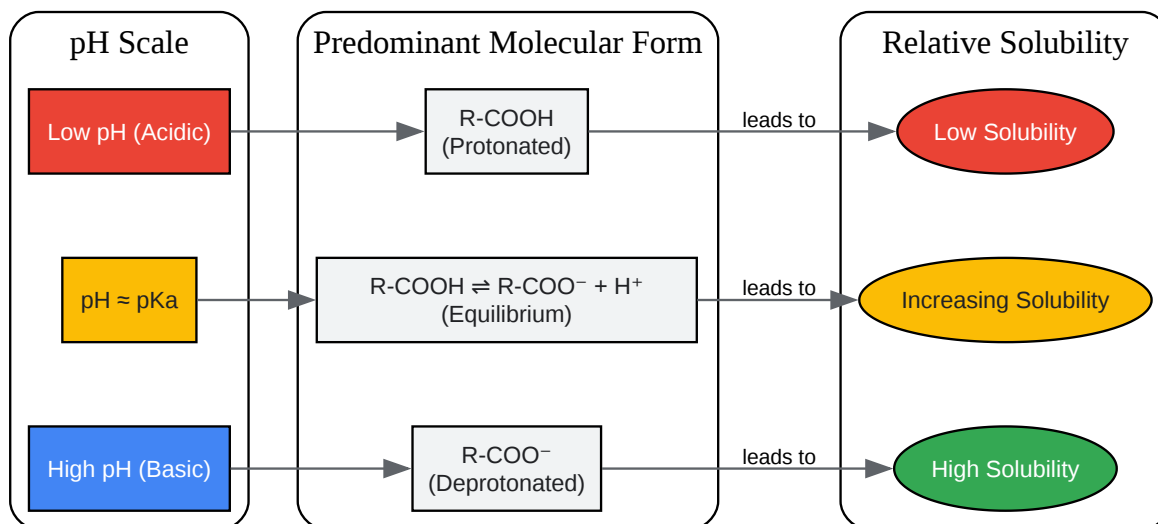 pH Scale
Predominant Molecular Form
Relative Solubility
Low pH (Acidic)
R-COOH
(Protonated)
leads to
Low Solubility
pH ≈ pKa
R-COOH ⇌ R-COO⁻ + H⁺
(Equilibrium)
leads to
Increasing Solubility
High pH (Basic)
R-COO⁻
(Deprotonated)
leads to
High Solubility